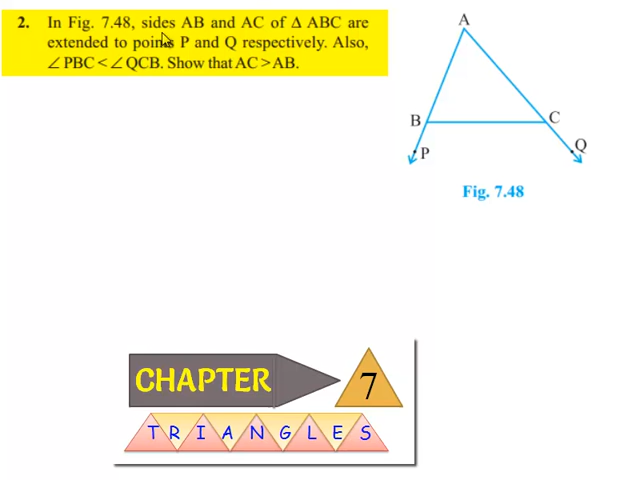 2. In Fig. 7.48, sides AB and AC of Δ ABC are
extended to points P and Q respectively. Also,
∠ PBC < ∠ QCB. Show that AC > AB.
A
B
C
P
Q
Fig. 7.48
CHAPTER 7
TRIANGLES